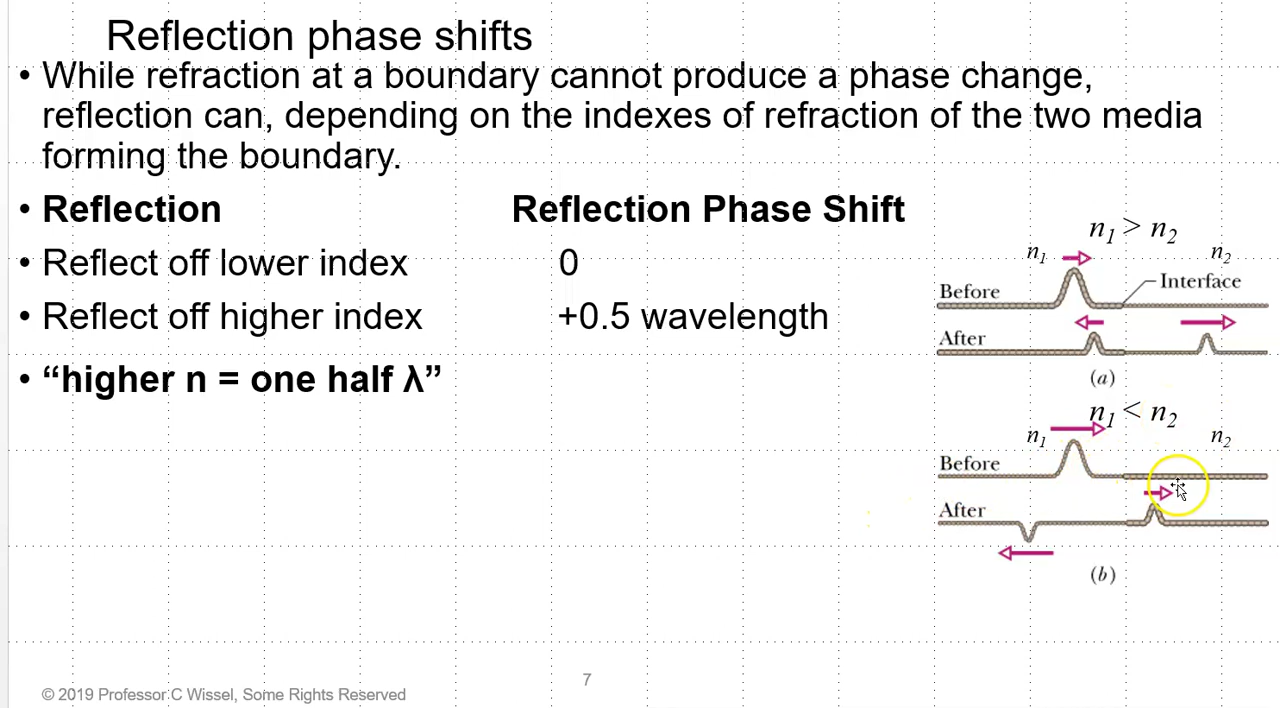 Reflection phase shifts
• While refraction at a boundary cannot produce a phase change,
reflection can, depending on the indexes of refraction of the two media
forming the boundary.
• Reflection Reflection Phase Shift
• Reflect off lower index 0
• Reflect off higher index +0.5 wavelength
• “higher n = one half λ”
n₁ > n₂
n₁ n₂
Interface
Before
After
(a)
n₁ < n₂
n₁ n₂
Before
After
(b)
7
© 2019 Professor C Wissel, Some Rights Reserved